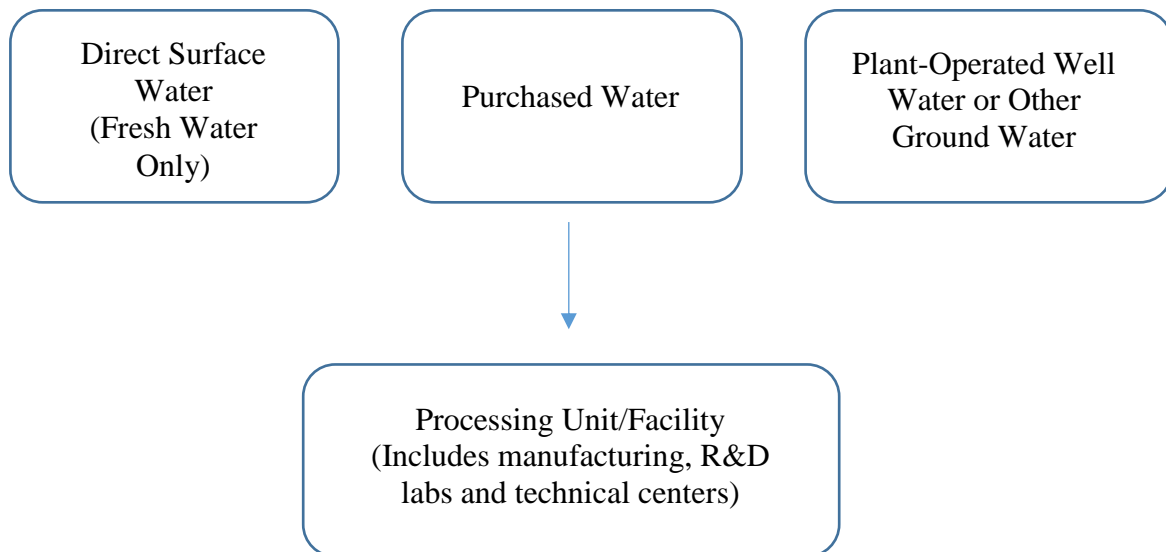 Direct Surface
Water
(Fresh Water
Only)
Purchased Water
Plant-Operated Well
Water or Other
Ground Water
Processing Unit/Facility
(Includes manufacturing, R&D
labs and technical centers)